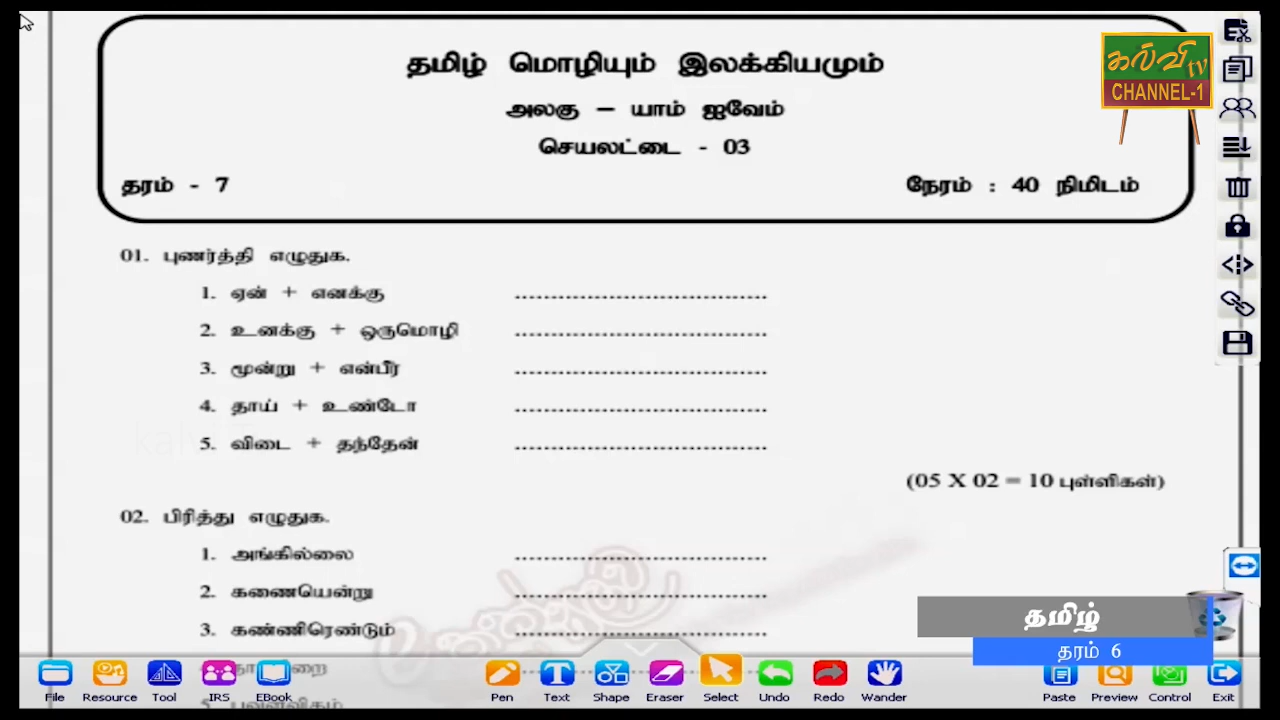 தமிழ் மொழியும் இலக்கியமும்
அலகு – யாம் ஐவேம்
செயலட்டை - 03
தரம் - 7 நேரம் : 40 நிமிடம்
கல்வி tv
CHANNEL-1
01. புணர்த்தி எழுதுக.
1. ஏன் + எனக்கு ..................................
2. உனக்கு + ஒருமொழி ..................................
3. மூன்று + என்பீர் ..................................
4. தாய் + உண்டோ ..................................
5. விடை + தந்தேன் ..................................
(05 X 02 = 10 புள்ளிகள்)
02. பிரித்து எழுதுக.
1. அங்கில்லை ..................................
2. கணையென்று ..................................
3. கண்ணிரெண்டும் ..................................
தமிழ்
தரம் 6
File Resource Tool IRS EBook Pen Text Shape Eraser Select Undo Redo Wander Paste Preview Control Exit